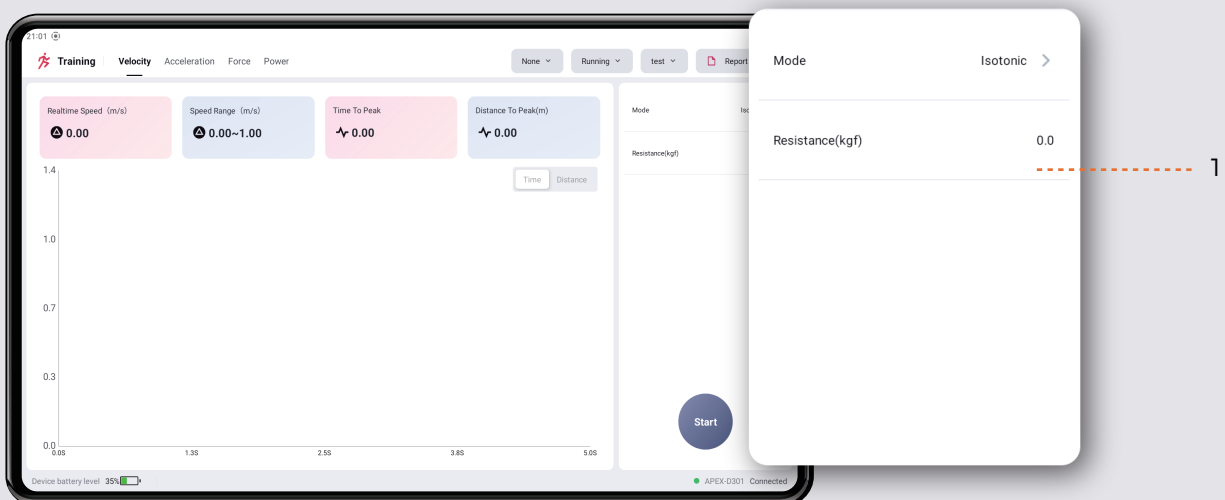 21:01
Training Velocity Acceleration Force Power None Running test Report
Realtime Speed (m/s) Speed Range (m/s) Time To Peak Distance To Peak(m)
0.00 0.00~1.00 0.00 0.00
Time Distance
1.4
1.0
0.7
0.3
0.0
0.0S 1.3S 2.5S 3.8S 5.0S
Mode Iso
Resistance(kgf)
Start
Device battery level 35% APEX-0301 Connected
Mode Isotonic
Resistance(kgf) 0.0
1